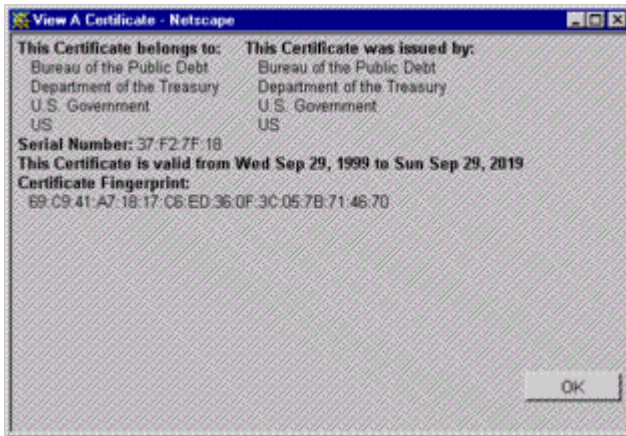 View A Certificate - Netscape
This Certificate belongs to: This Certificate was issued by:
Bureau of the Public Debt Bureau of the Public Debt
Department of the Treasury Department of the Treasury
U.S. Government U.S. Government
US US
Serial Number: 37:F2:7F:18
This Certificate is valid from Wed Sep 29, 1999 to Sun Sep 29, 2019
Certificate Fingerprint:
69:C9:41:A7:18:17:C6:ED:36:0F:3C:05:7B:71:46:70
OK